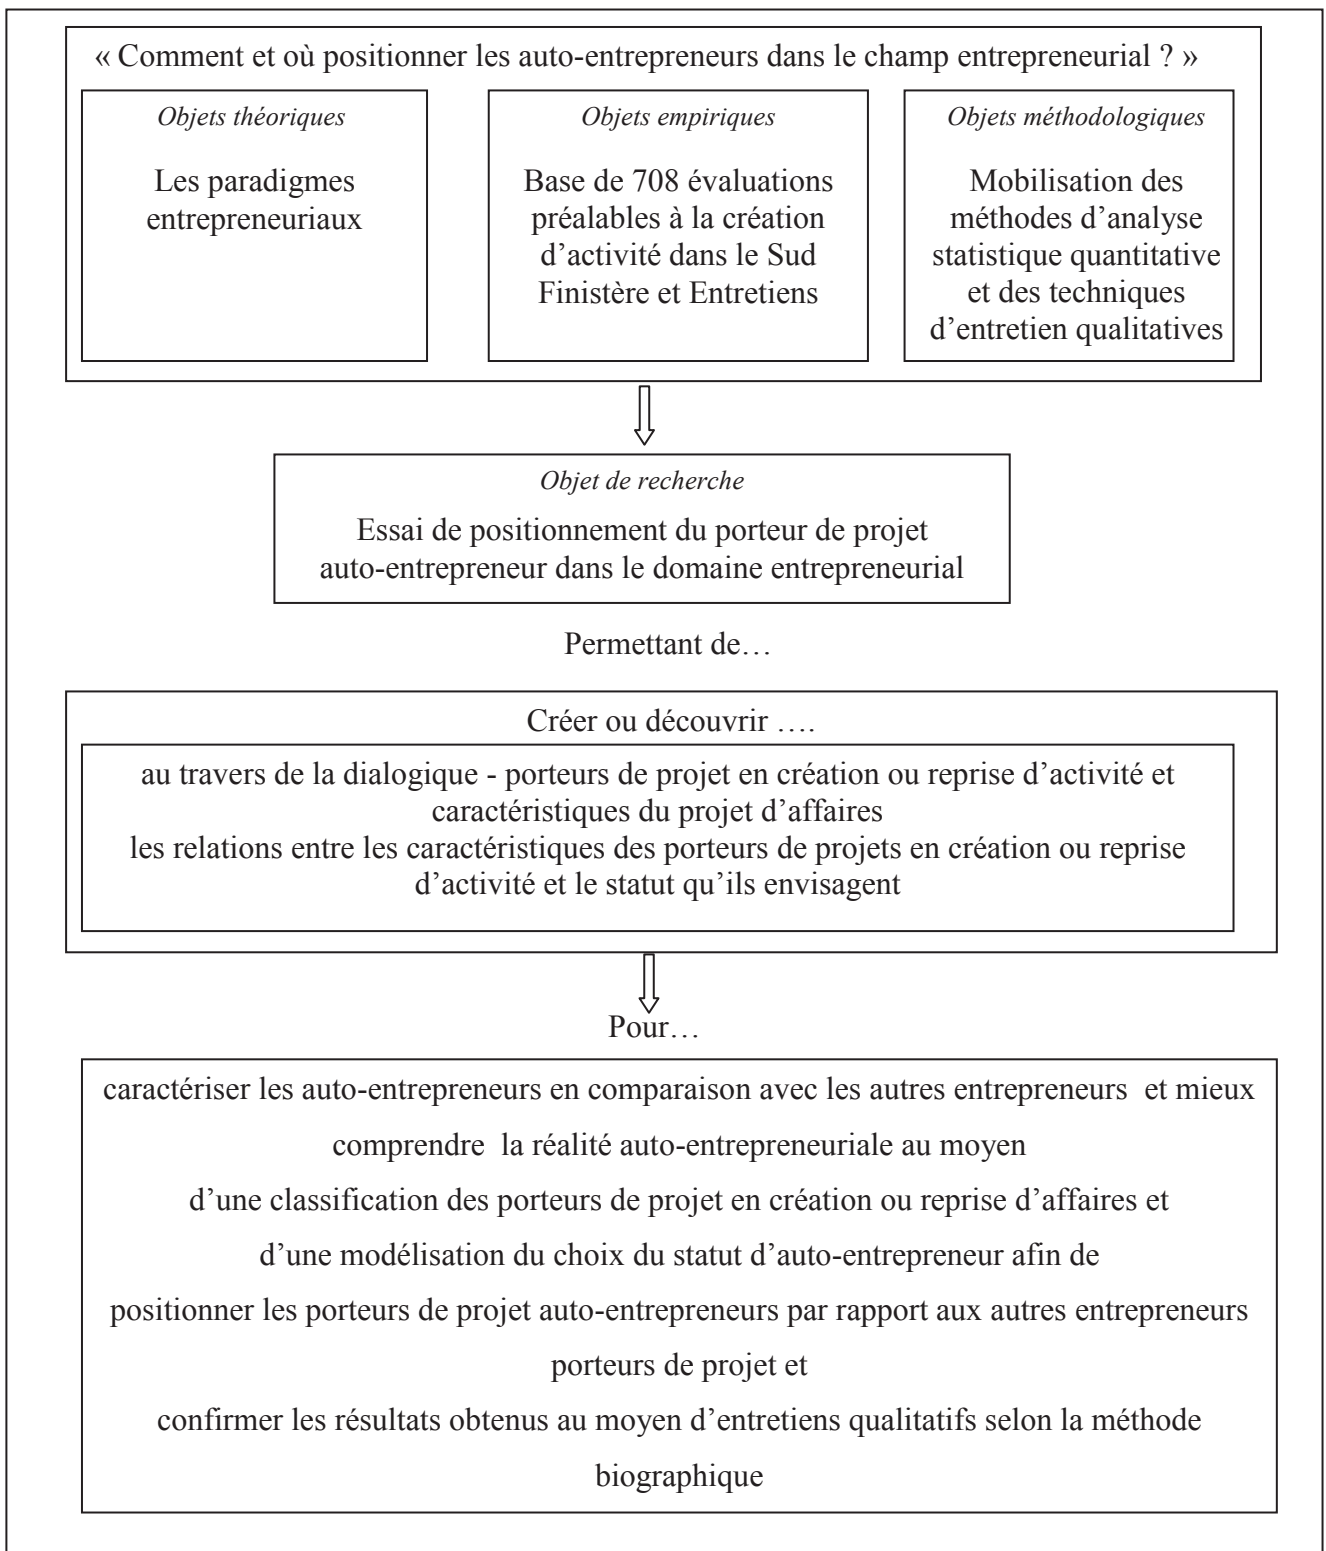 « Comment et où positionner les auto-entrepreneurs dans le champ entrepreneurial ? »
Objets théoriques
Les paradigmes
entrepreneuriaux
Objets empiriques
Base de 708 évaluations
préalables à la création
d’activité dans le Sud
Finistère et Entretiens
Objets méthodologiques
Mobilisation des
méthodes d’analyse
statistique quantitative
et des techniques
d’entretien qualitatives
Objet de recherche
Essai de positionnement du porteur de projet
auto-entrepreneur dans le domaine entrepreneurial
Permettant de…
Créer ou découvrir ….
au travers de la dialogique - porteurs de projet en création ou reprise d’activité et
caractéristiques du projet d’affaires
les relations entre les caractéristiques des porteurs de projets en création ou reprise
d’activité et le statut qu’ils envisagent
Pour…
caractériser les auto-entrepreneurs en comparaison avec les autres entrepreneurs et mieux
comprendre la réalité auto-entrepreneuriale au moyen
d’une classification des porteurs de projet en création ou reprise d’affaires et
d’une modélisation du choix du statut d’auto-entrepreneur afin de
positionner les porteurs de projet auto-entrepreneurs par rapport aux autres entrepreneurs
porteurs de projet et
confirmer les résultats obtenus au moyen d’entretiens qualitatifs selon la méthode
biographique